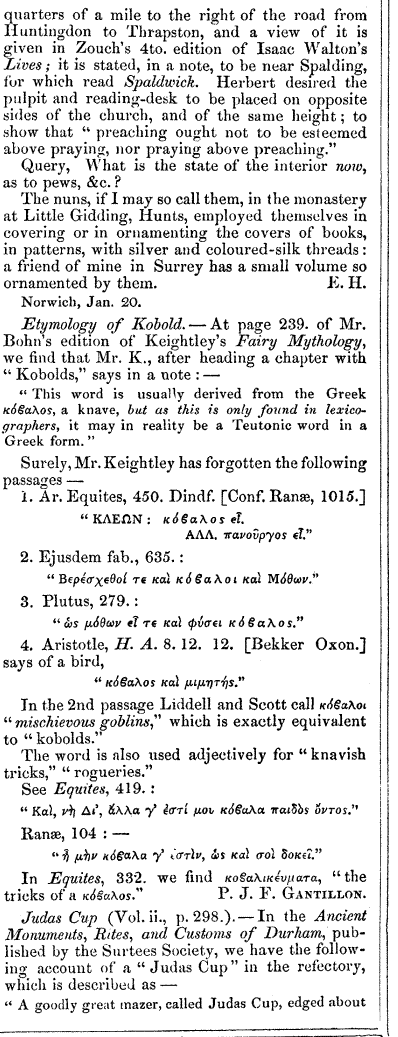 quarters of a mile to the right of the road from
Huntingdon to Thrapston, and a view of it is
given in Zouch's 4to. edition of Isaac Walton's
Lives; it is stated, in a note, to be near Spalding,
for which read Spaldwick. Herbert desired the
pulpit and reading-desk to be placed on opposite
sides of the church, and of the same height; to
show that “ preaching ought not to be esteemed
above praying, nor praying above preaching.”
Query, What is the state of the interior now,
as to pews, &c.?
The nuns, if I may so call them, in the monastery
at Little Gidding, Hunts, employed themselves in
covering or in ornamenting the covers of books,
in patterns, with silver and coloured-silk threads:
a friend of mine in Surrey has a small volume so
ornamented by them. E. H.
Norwich, Jan. 20.
Etymology of Kobold. — At page 239. of Mr.
Bohn's edition of Keightley's Fairy Mythology,
we find that Mr. K., after heading a chapter with
“ Kobolds,” says in a note: —
“ This word is usually derived from the Greek
κόϐαλος, a knave, but as this is only found in lexico-
graphers, it may in reality be a Teutonic word in a
Greek form.”
Surely, Mr. Keightley has forgotten the following
passages —
1. Ar. Equites, 450. Dindf. [Conf. Ranæ, 1015.]
“ ΚΛΕΩΝ : κόϐαλος εἶ.
ΑΛΛ. πανοῦργος εἶ.”
2. Ejusdem fab., 635. :
“ Βερέσχεθοί τε καὶ κόϐαλοι καὶ Μόθων.”
3. Plutus, 279. :
“ ὡς μόθων εἶ τε καὶ φύσει κόϐαλος.”
4. Aristotle, H. A. 8. 12. 12. [Bekker Oxon.]
says of a bird,
“ κόϐαλος καὶ μιμητής.”
In the 2nd passage Liddell and Scott call κόϐαλοι
“ mischievous goblins,” which is exactly equivalent
to “ kobolds.”
The word is also used adjectively for “ knavish
tricks,” “ rogueries.”
See Equites, 419. :
“ Καὶ, νὴ Δί', ἄλλα γ' ἐστί μου κόϐαλα παιδὸς ὄντος.”
Ranæ, 104 : —
“ ἦ μὴν κόϐαλα γ' ἐστὶν, ὡς καὶ σοὶ δοκεῖ.”
In Equites, 332. we find κοϐαλικεύματα, “ the
tricks of a κόϐαλος.” P. J. F. GANTILLON.
Judas Cup (Vol. ii., p. 298.). — In the Ancient
Monuments, Rites, and Customs of Durham, pub-
lished by the Surtees Society, we have the follow-
ing account of a “ Judas Cup” in the refectory,
which is described as —
“ A goodly great mazer, called Judas Cup, edged about